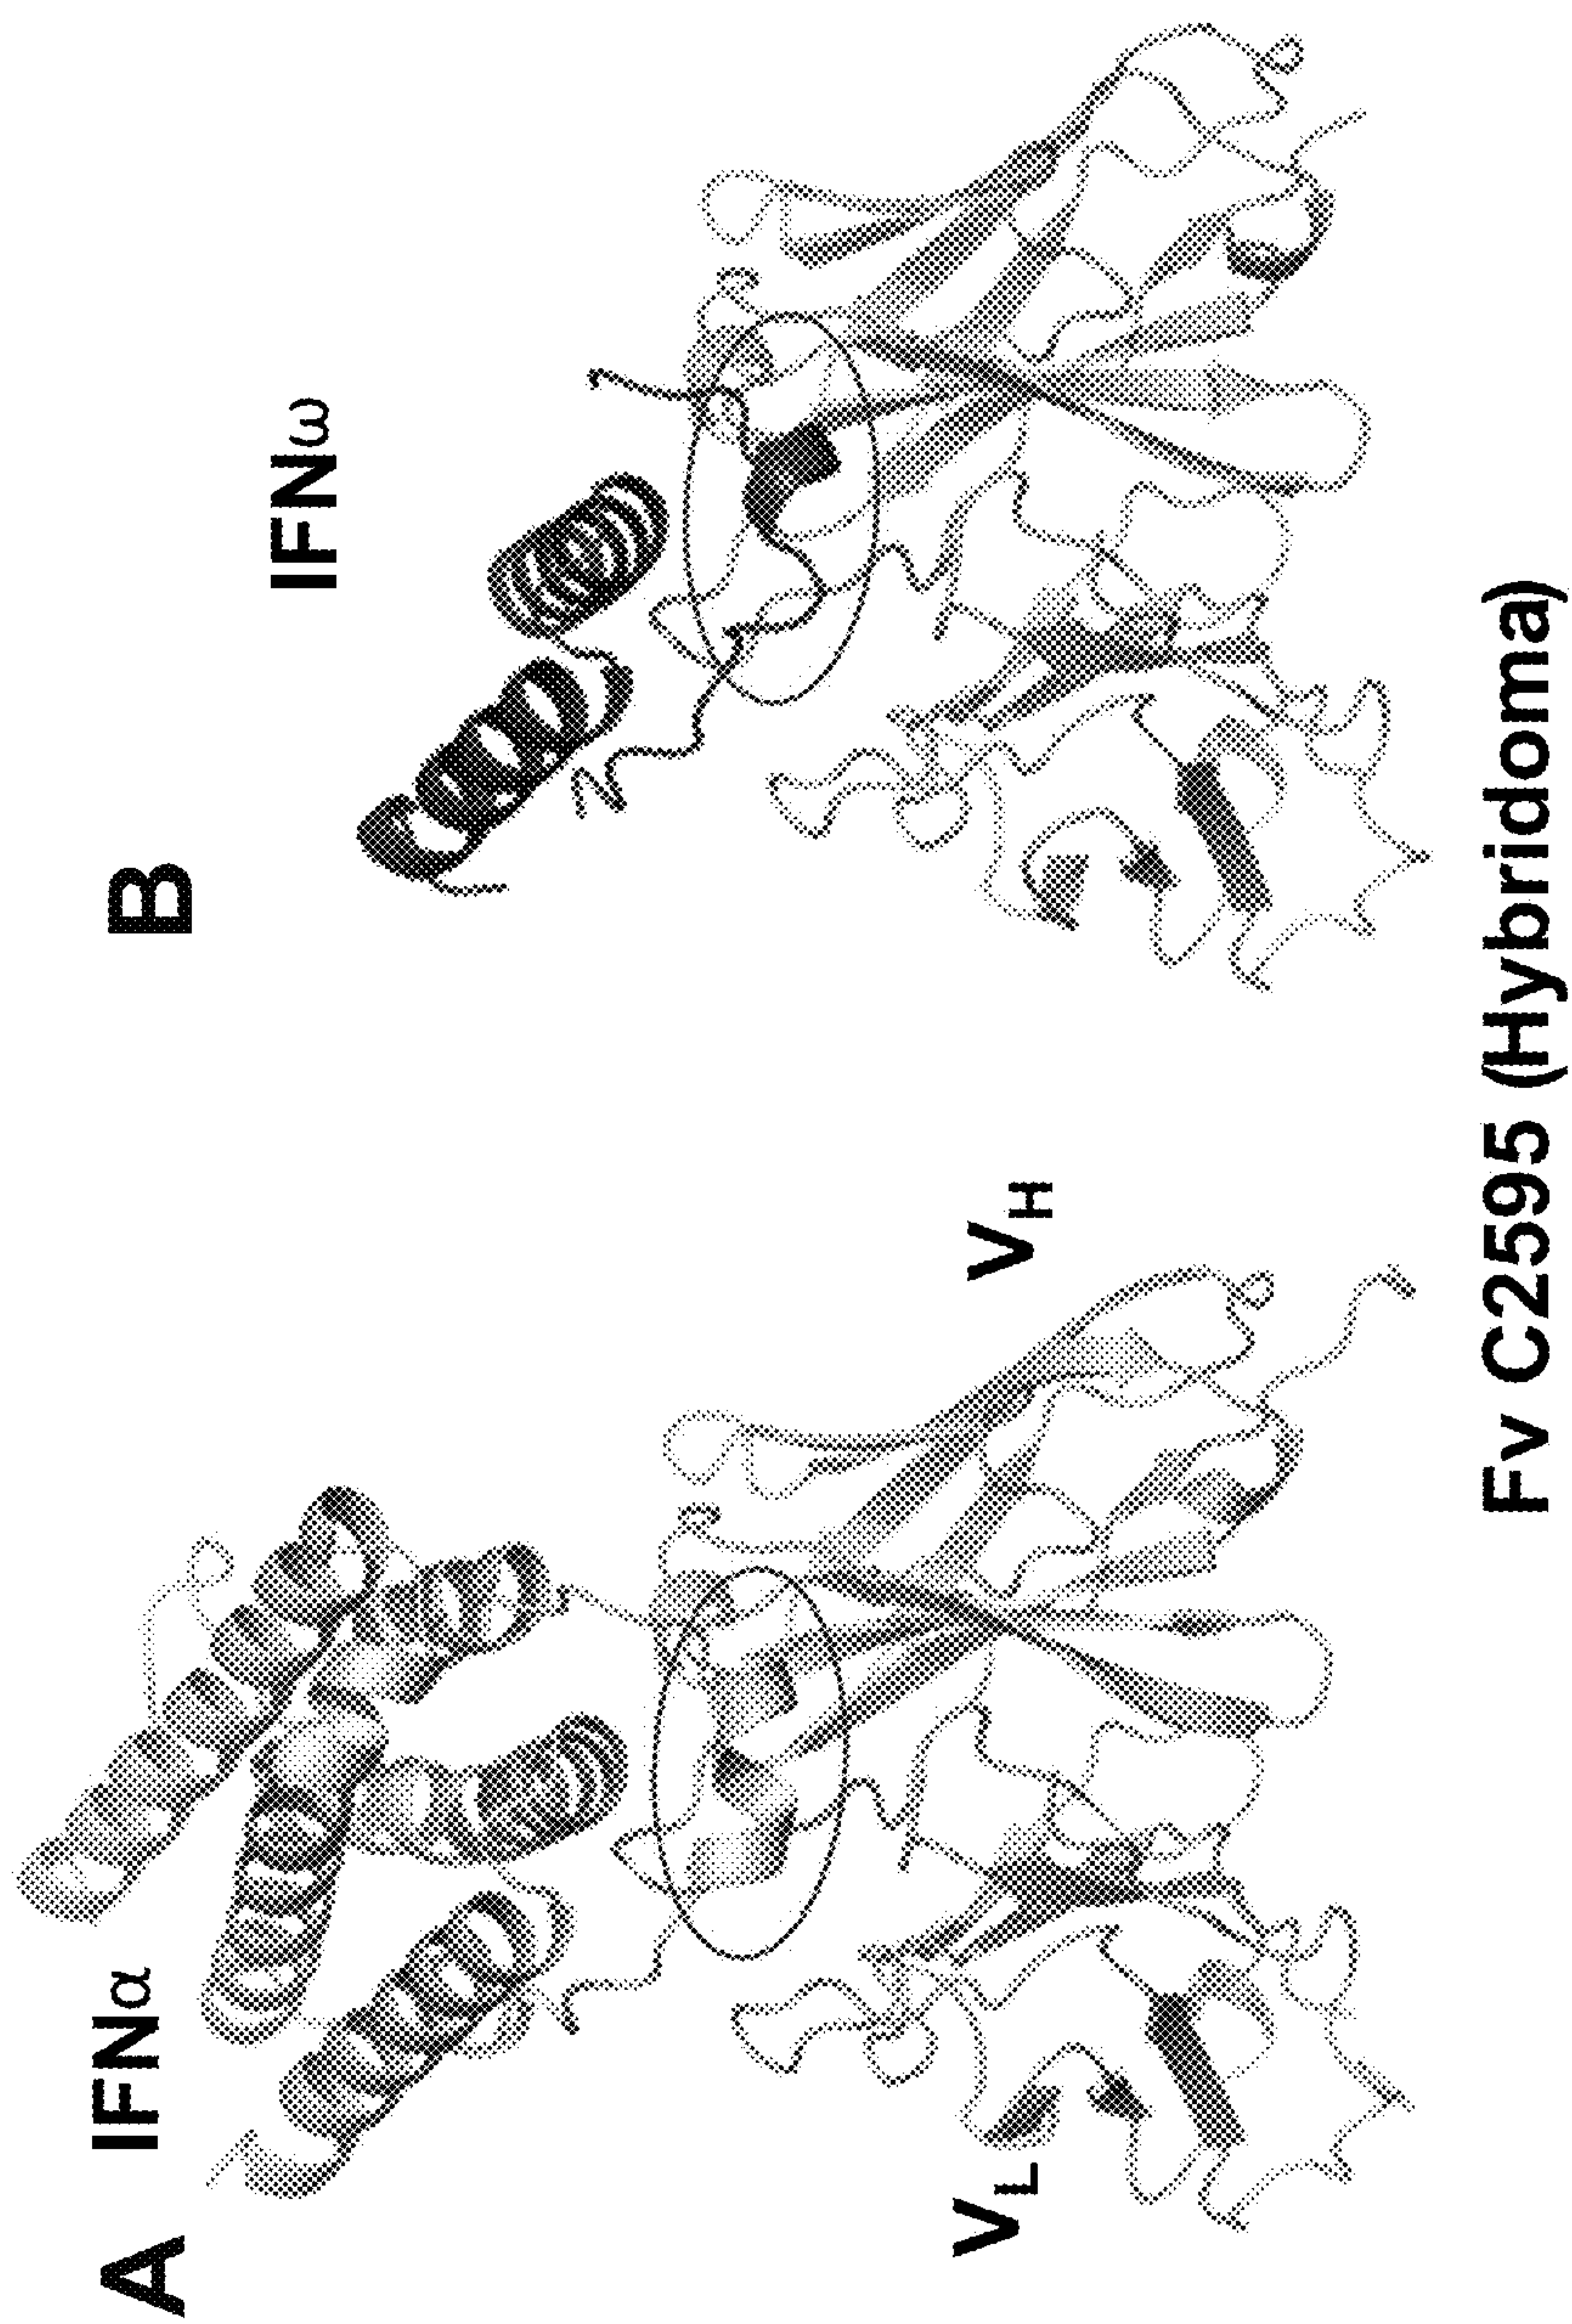 A
IFNα
B
IFNω
VL
VH
Fv C2595 (Hybridoma)